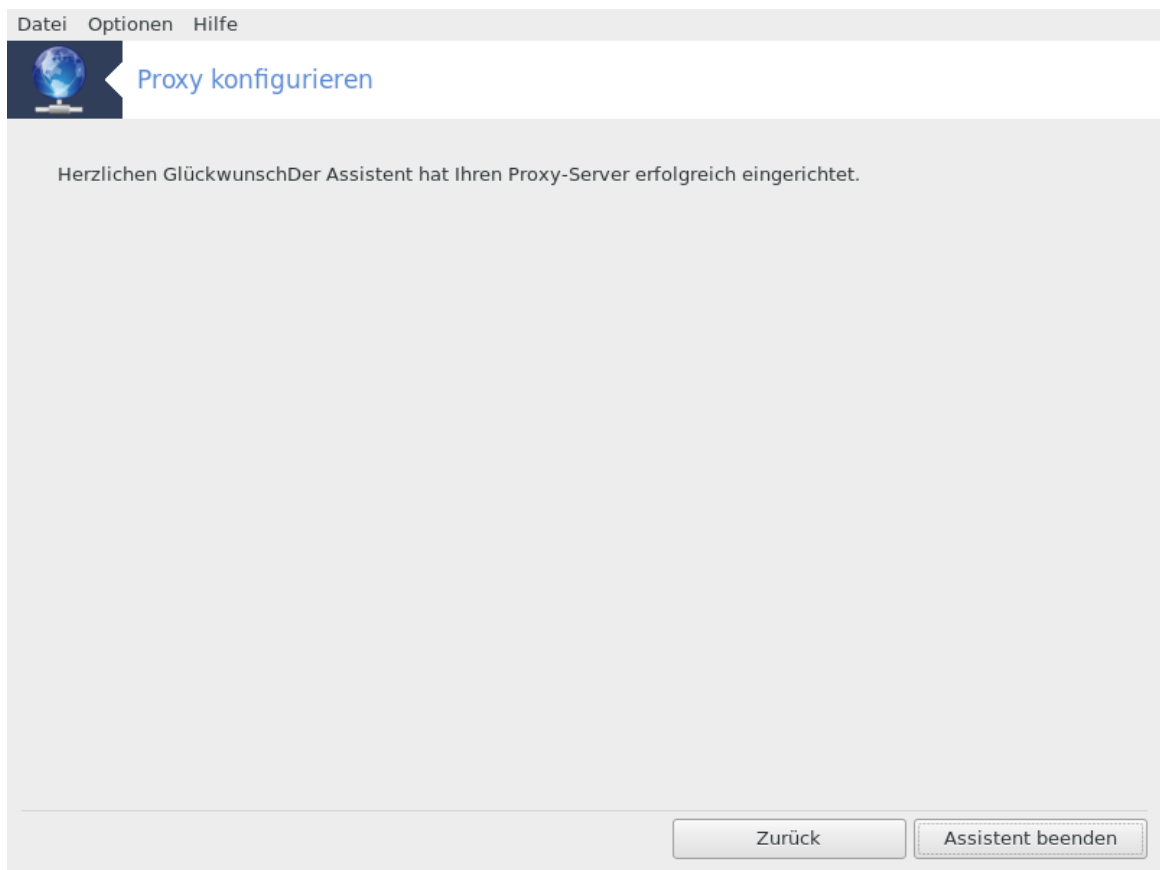 Datei Optionen Hilfe
Proxy konfigurieren
Herzlichen GlückwunschDer Assistent hat Ihren Proxy-Server erfolgreich eingerichtet.
Zurück Assistent beenden